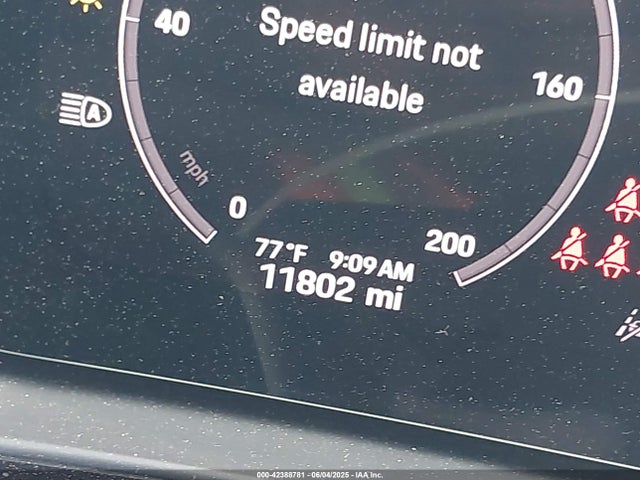 40
Speed limit not
available
160
A
mph
0
200
77°F 9:09 AM
11802 mi
000-42388781 - 06/04/2025 - IAA Inc.